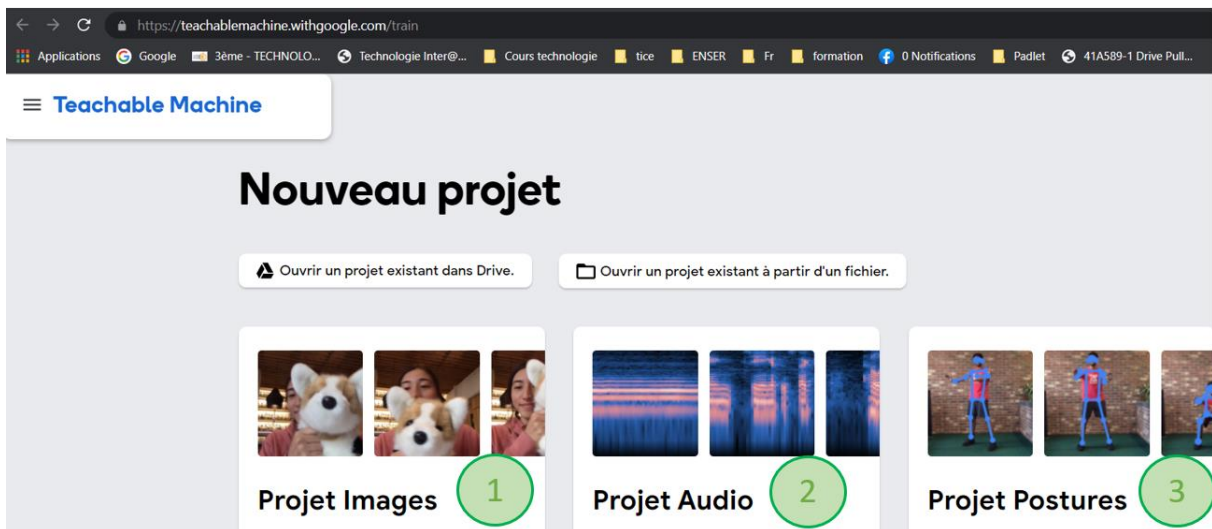 https://teachablemachine.withgoogle.com/train
Applications Google 3ème - TECHNOLO... Technologie Inter@... Cours technologie tice ENSER Fr formation 0 Notifications Padlet 41A589-1 Drive Pull...
Teachable Machine
Nouveau projet
Ouvrir un projet existant dans Drive. Ouvrir un projet existant à partir d'un fichier.
Projet Images 1 Projet Audio 2 Projet Postures 3